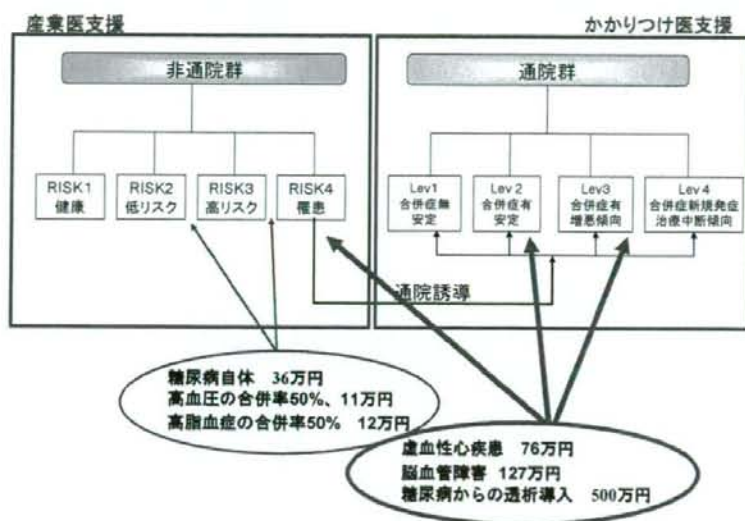 産業医支援
かかりつけ医支援
非通院群
通院群
RISK1
健康
RISK2
低リスク
RISK3
高リスク
RISK4
罹患
Lev1
合併症無
安定
Lev 2
合併症有
安定
Lev3
合併症有
増悪傾向
Lev 4
合併症新規発症
治療中断傾向
通院誘導
糖尿病自体 36万円
高血圧の合併率50%、11万円
高脂血症の合併率50% 12万円
虚血性心疾患 76万円
脳血管障害 127万円
糖尿病からの透析導入 500万円